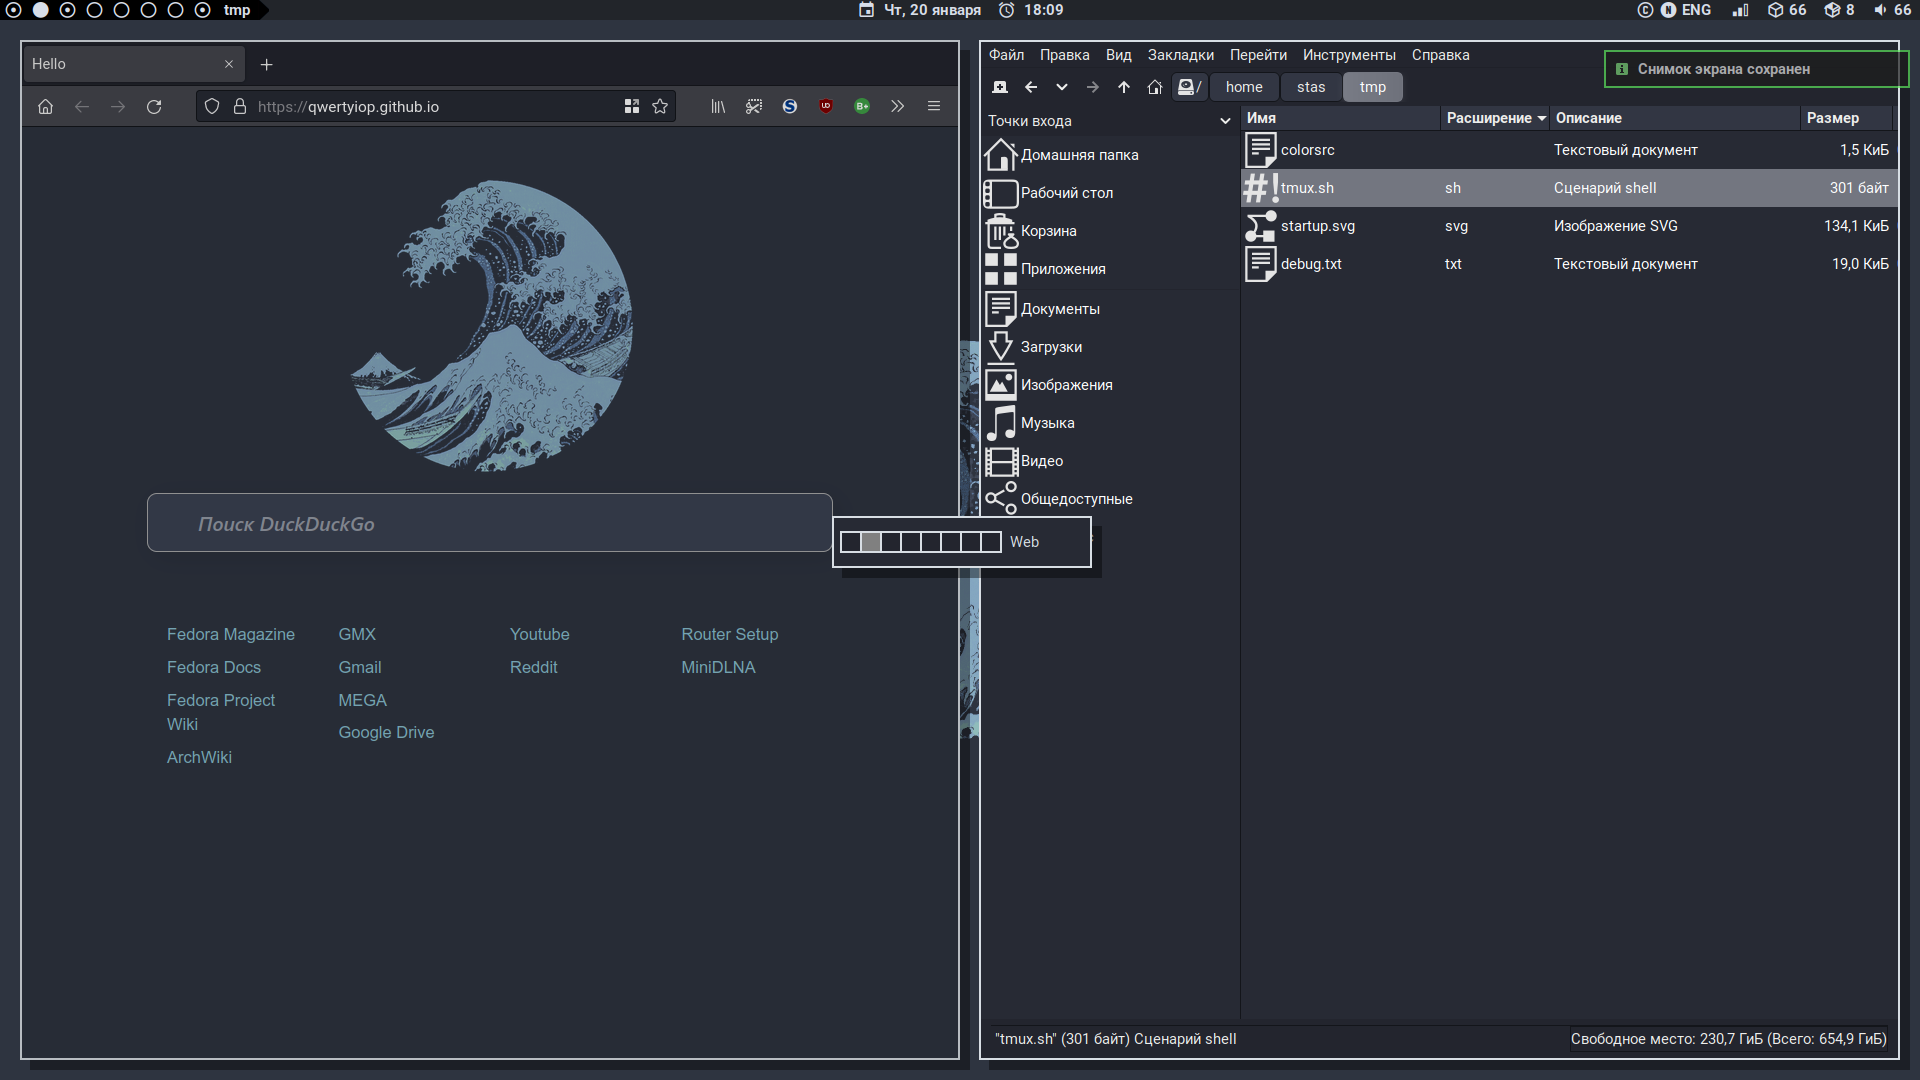 tmp
Чт, 20 января 18:09
ENG 66 8 66
Hello
https://qwertyiop.github.io
Поиск DuckDuckGo
Fedora Magazine
Fedora Docs
Fedora Project
Wiki
ArchWiki
GMX
Gmail
MEGA
Google Drive
Youtube
Reddit
Router Setup
MiniDLNA
Web
Файл Правка Вид Закладки Перейти Инструменты Справка
Снимок экрана сохранен
/ home stas tmp
Точки входа
Домашняя папка
Рабочий стол
Корзина
Приложения
Документы
Загрузки
Изображения
Музыка
Видео
Общедоступные
Имя Расширение Описание Размер
colorsrc Текстовый документ 1,5 КиБ
#! tmux.sh sh Сценарий shell 301 байт
startup.svg svg Изображение SVG 134,1 КиБ
debug.txt txt Текстовый документ 19,0 КиБ
"tmux.sh" (301 байт) Сценарий shell
Свободное место: 230,7 ГиБ (Всего: 654,9 ГиБ)